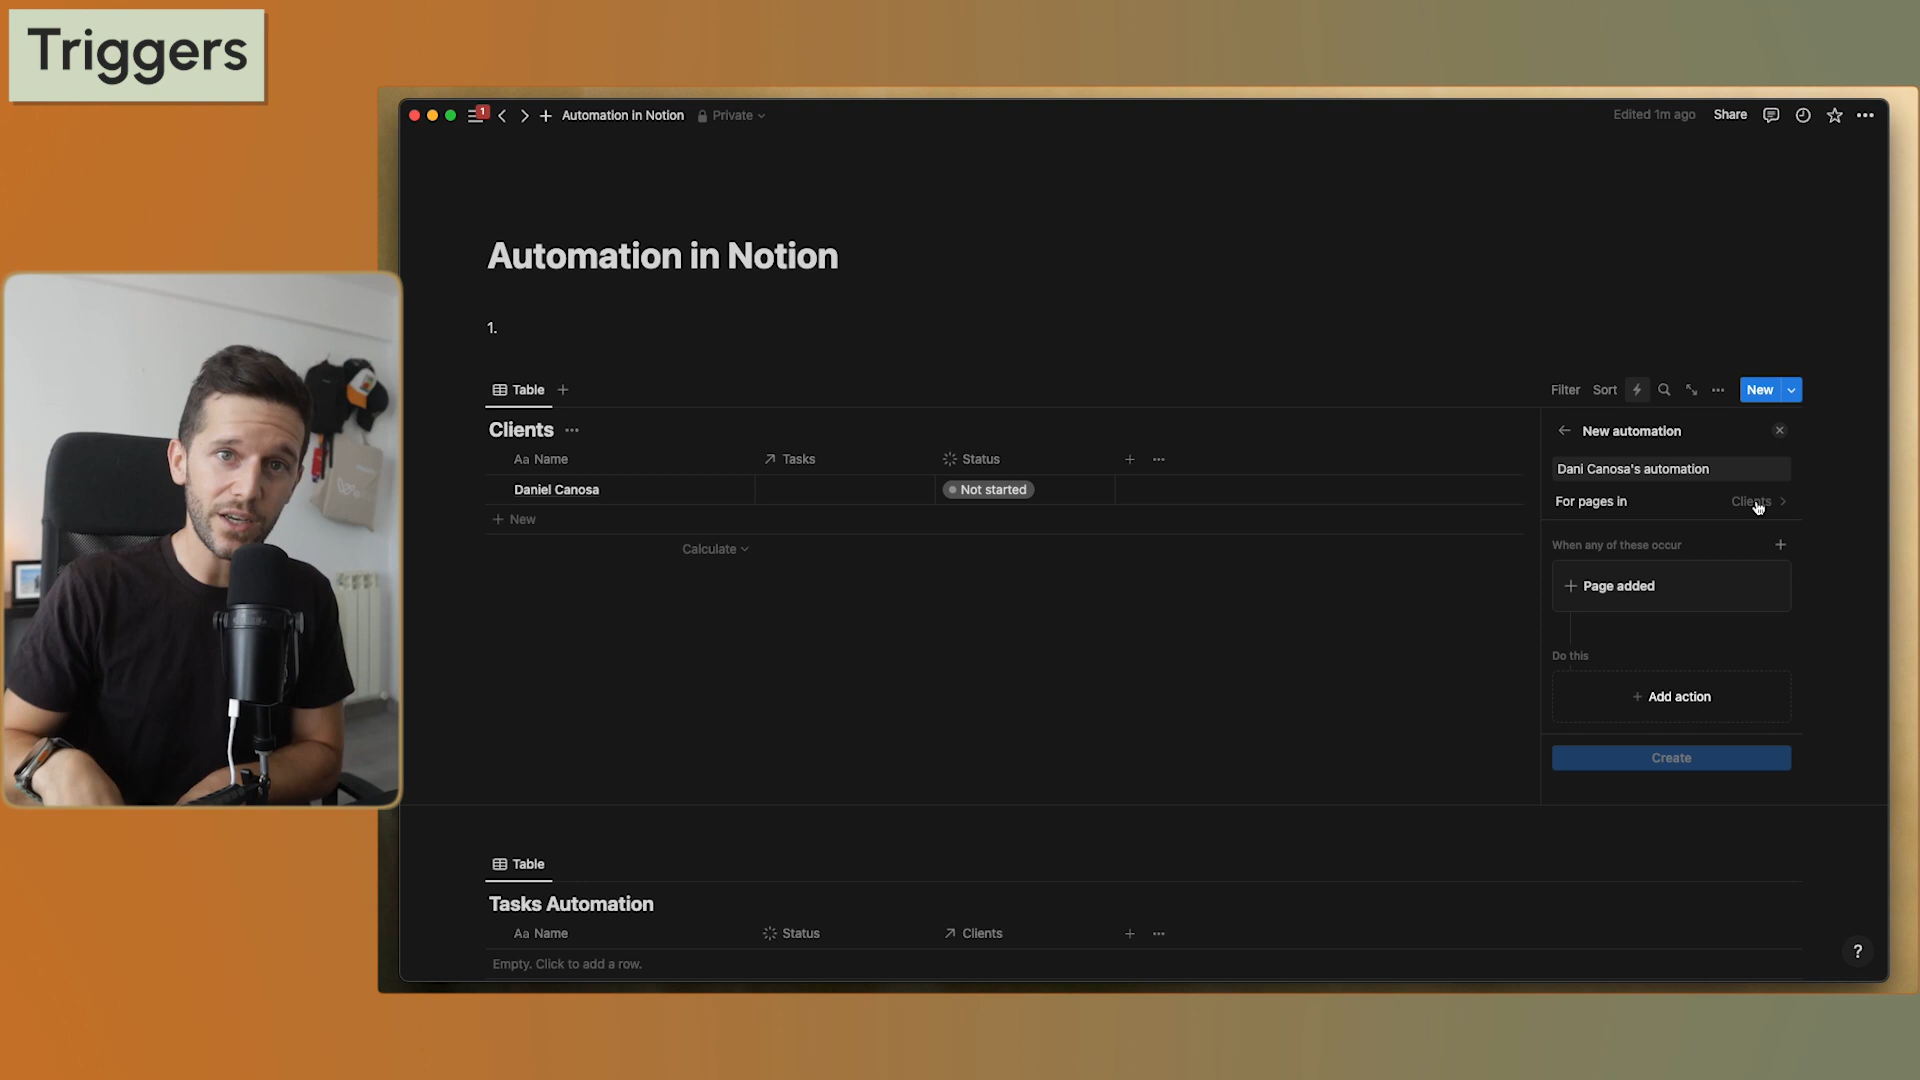 Triggers
1
Automation in Notion
Private
Edited 1m ago
Share
Automation in Notion
1.
Table
Filter
Sort
New
Clients
New automation
Aa Name
Tasks
Status
Dani Canosa's automation
Daniel Canosa
Not started
For pages in
Clients
New
When any of these occur
Calculate
Page added
Do this
Add action
Create
Table
Tasks Automation
Aa Name
Status
Clients
Empty. Click to add a row.
?